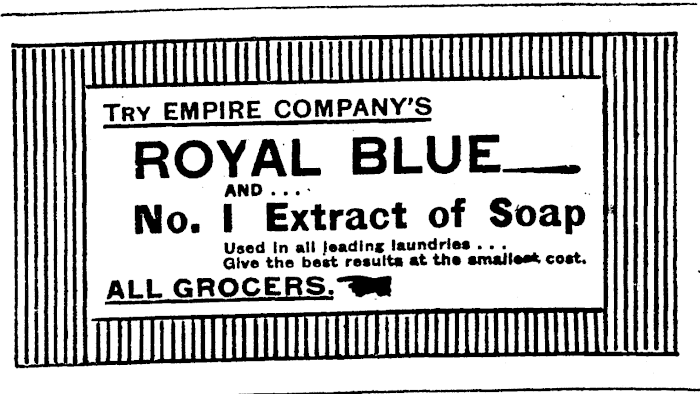 TRY EMPIRE COMPANY'S
ROYAL BLUE
AND ....
No. 1 Extract of Soap
Used in all leading laundries ...
Give the best results at the smallest cost.
ALL GROCERS.